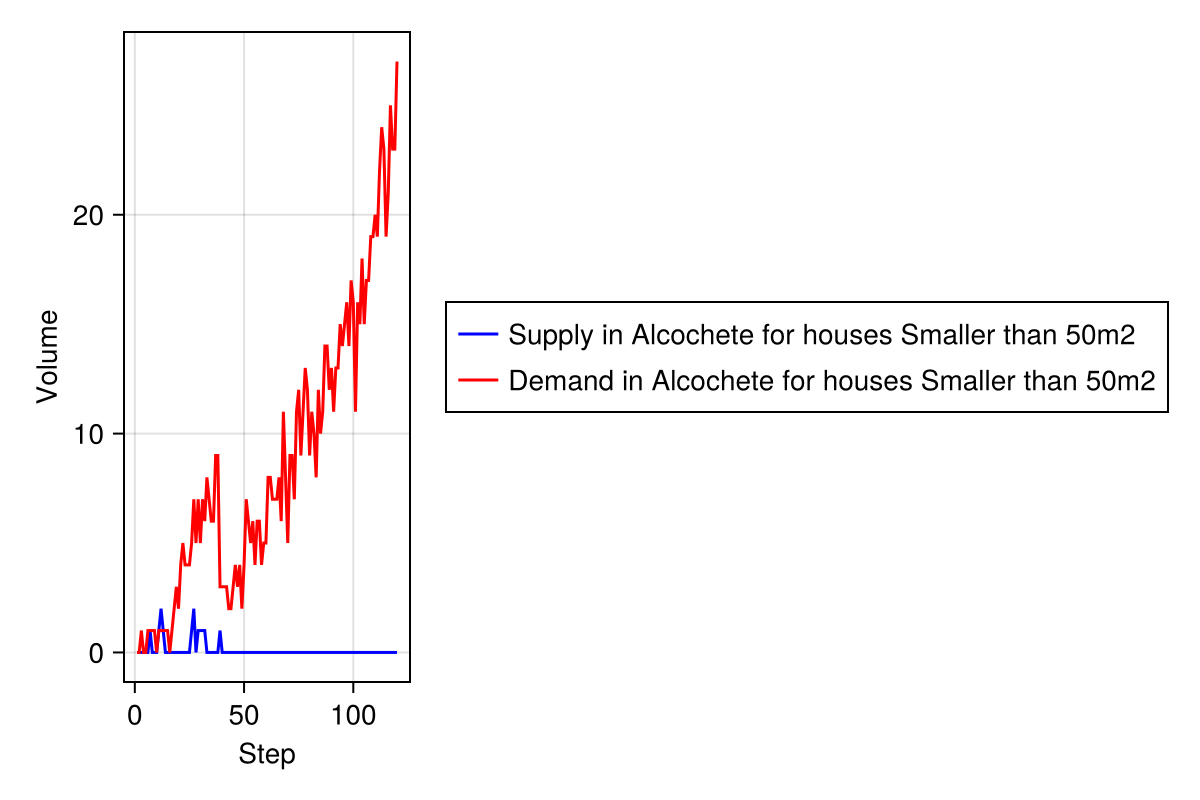 20
10
0
Volume
0 50 100
Step
Supply in Alcochete for houses Smaller than 50m2
Demand in Alcochete for houses Smaller than 50m2